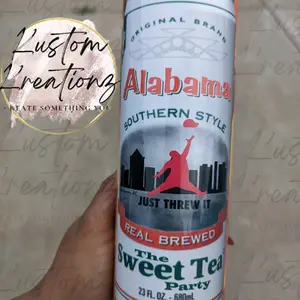 Kustom
Kreationz
ORIGINAL BRAND
Alabama
SOUTHERN STYLE
JUST THREW IT
REAL BREWED
The
Sweet Tea
Party
23 FL. OZ. - 680mL